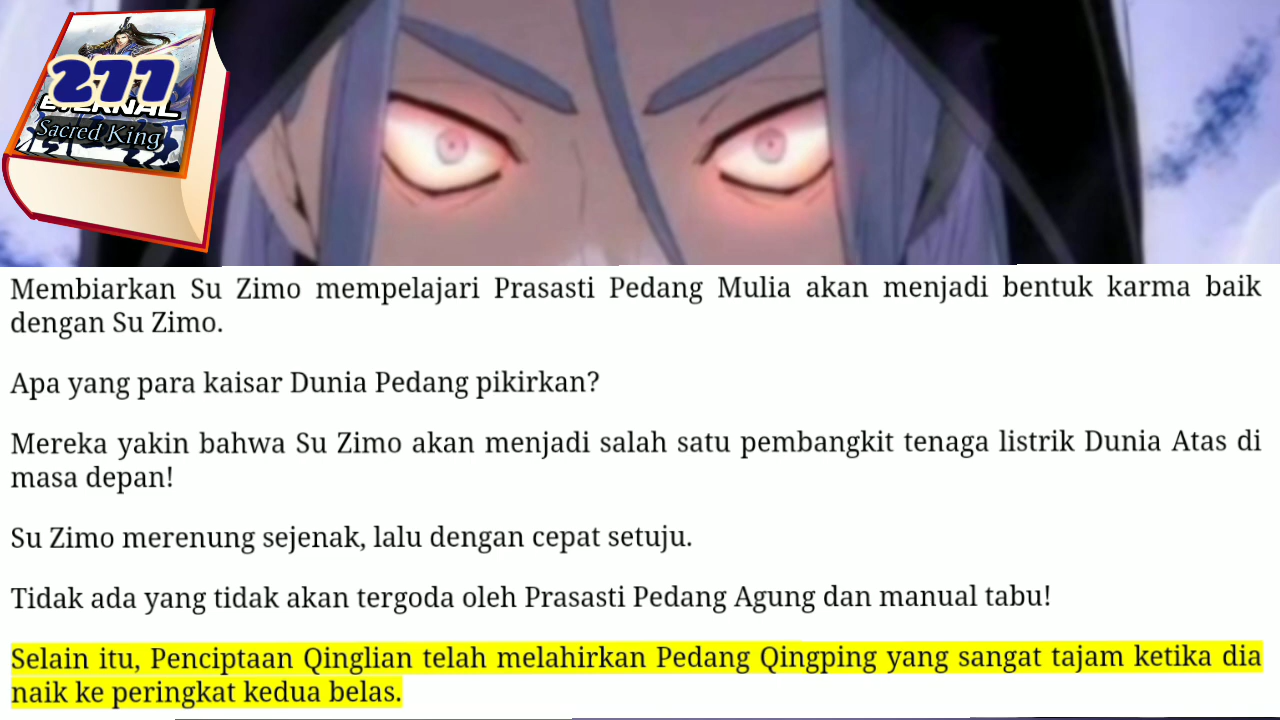 277
ETERNAL
Sacred King
Membiarkan Su Zimo mempelajari Prasasti Pedang Mulia akan menjadi bentuk karma baik
dengan Su Zimo.
Apa yang para kaisar Dunia Pedang pikirkan?
Mereka yakin bahwa Su Zimo akan menjadi salah satu pembangkit tenaga listrik Dunia Atas di
masa depan!
Su Zimo merenung sejenak, lalu dengan cepat setuju.
Tidak ada yang tidak akan tergoda oleh Prasasti Pedang Agung dan manual tabu!
Selain itu, Penciptaan Qinglian telah melahirkan Pedang Qingping yang sangat tajam ketika dia
naik ke peringkat kedua belas.